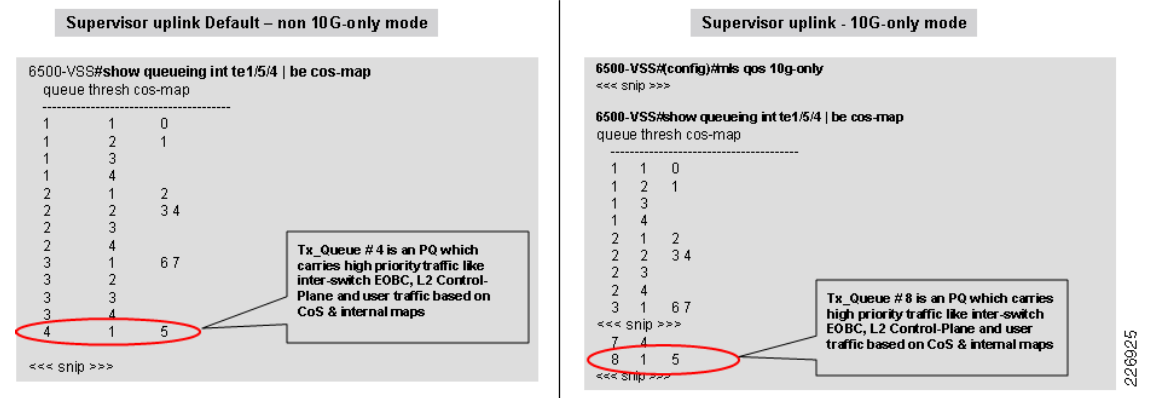 Supervisor uplink Default – non 10G-only mode
6500-VSS#show queueing int te1/5/4 | be cos-map
queue thresh cos-map
----------------------------------------
1 1 0
1 2 1
1 3
1 4
2 1 2
2 2 3 4
2 3
2 4
3 1 6 7
3 2
3 3
3 4
4 1 5
<<< snip >>>
Tx_Queue # 4 is an PQ which
carries high priority traffic like
inter-switch EOBC, L2 Control-
Plane and user traffic based on
CoS & internal maps
Supervisor uplink - 10G-only mode
6500-VSS#(config)#mls qos 10g-only
<<< snip >>>
6500-VSS#show queueing int te1/5/4 | be cos-map
queue thresh cos-map
----------------------------------------
1 1 0
1 2 1
1 3
1 4
2 1 2
2 2 3 4
2 3
2 4
3 1 6 7
<<< snip >>>
7 4
8 1 5
<<< snip >>>
Tx_Queue # 8 is an PQ which carries
high priority traffic like inter-switch
EOBC, L2 Control-Plane and user
traffic based on CoS & internal maps
226925